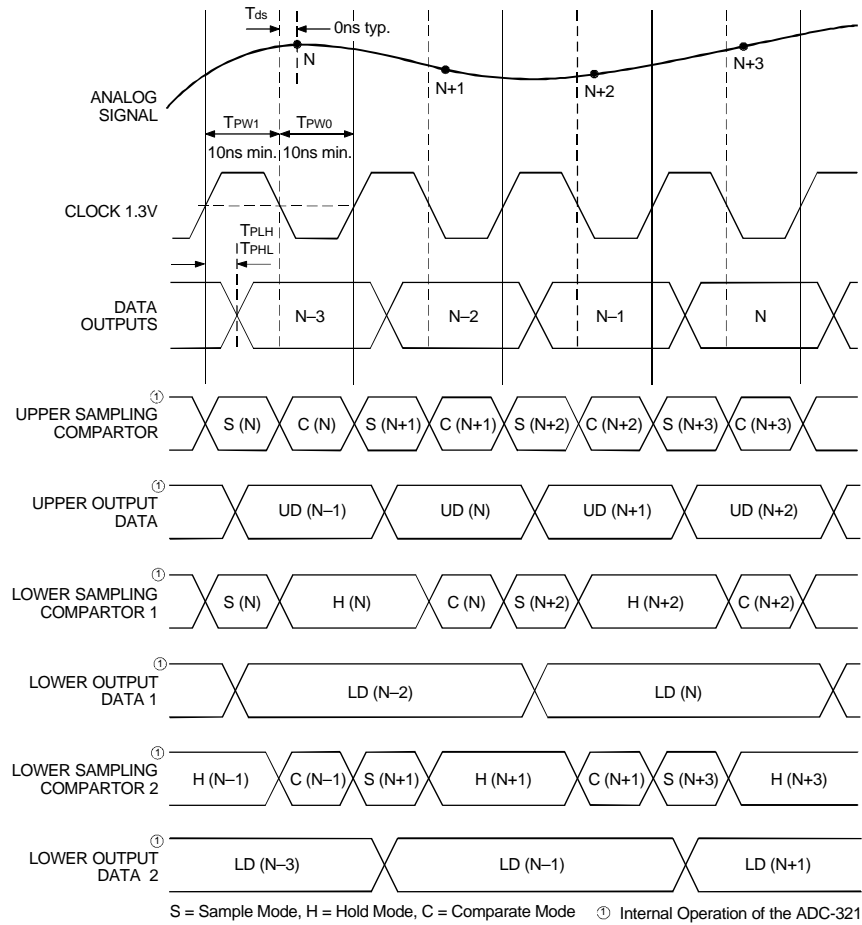 Tds
0ns typ.
N
N+1
N+2
N+3
ANALOG
SIGNAL
TPW1
TPW0
10ns min.
10ns min.
CLOCK 1.3V
TPLH
TPHL
DATA
OUTPUTS
N–3
N–2
N–1
N
UPPER SAMPLING
COMPARTOR
①
S (N)
C (N)
S (N+1)
C (N+1)
S (N+2)
C (N+2)
S (N+3)
C (N+3)
UPPER OUTPUT
DATA
①
UD (N–1)
UD (N)
UD (N+1)
UD (N+2)
LOWER SAMPLING
COMPARTOR 1
①
S (N)
H (N)
C (N)
S (N+2)
H (N+2)
C (N+2)
LOWER OUTPUT
DATA 1
①
LD (N–2)
LD (N)
LOWER SAMPLING
COMPARTOR 2
①
H (N–1)
C (N–1)
S (N+1)
H (N+1)
C (N+1)
S (N+3)
H (N+3)
LOWER OUTPUT
DATA 2
①
LD (N–3)
LD (N–1)
LD (N+1)
S = Sample Mode, H = Hold Mode, C = Comparate Mode ① Internal Operation of the ADC-321